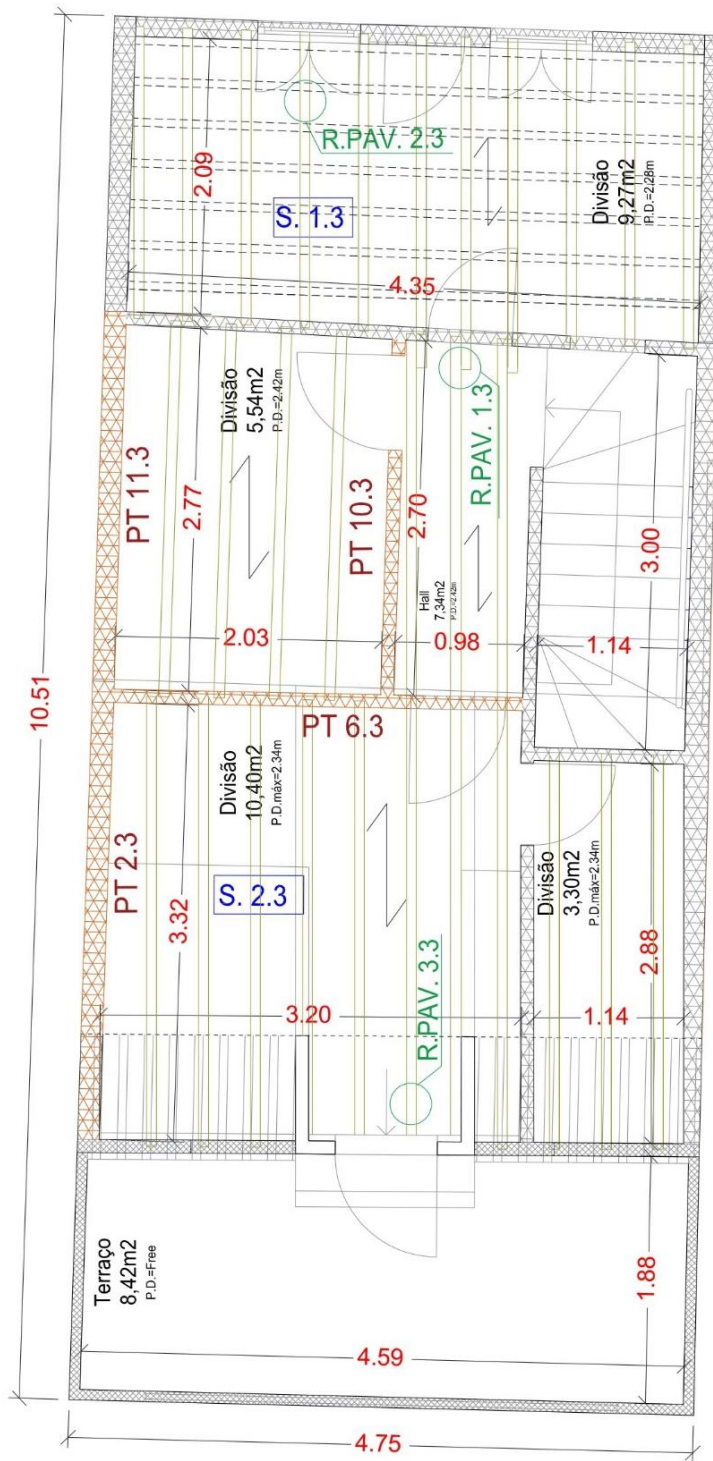 R.PAV. 2.3
2.09
Divisão
9,27m2
P.D.=2.28m
S. 1.3
4.35
Divisão
5,54m2
P.D.=2.42m
R.PAV. 1.3
PT 11.3
2.77
PT 10.3
2.70
3.00
Hall
7,34m2
P.D.=2.42m
2.03
0.98
1.14
10.51
PT 6.3
Divisão
10,40m2
P.D.máx=2.34m
PT 2.3
S. 2.3
3.32
Divisão
3,30m2
P.D.máx=2.34m
2.88
R.PAV. 3.3
3.20
1.14
Terraço
8,42m2
P.D.=Free
1.88
4.59
4.75